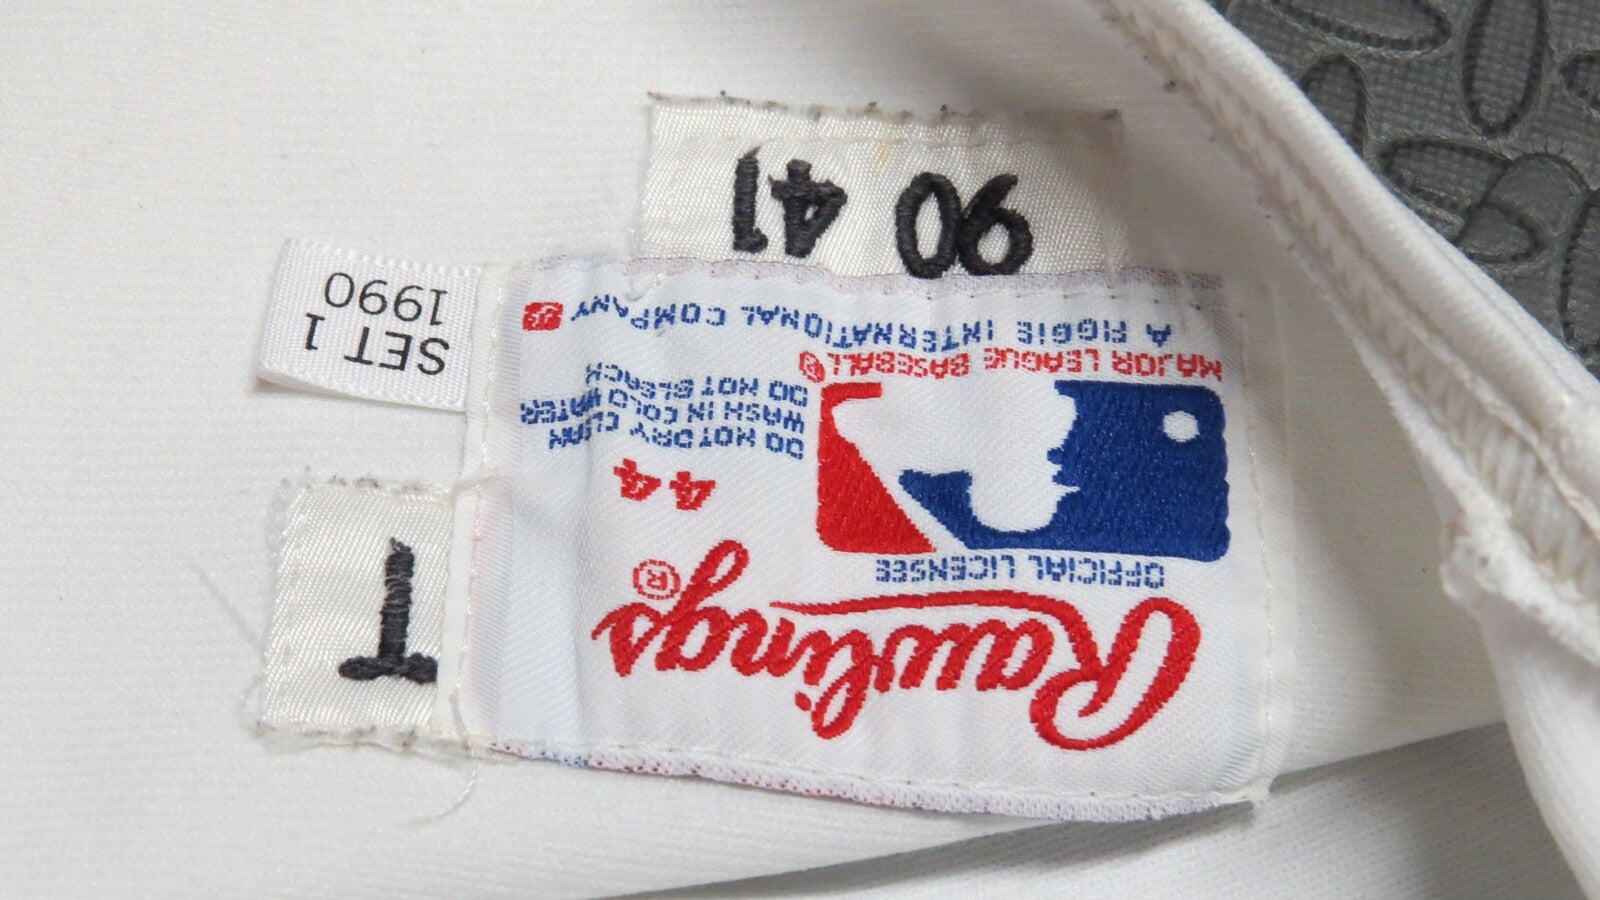 Rawlings®
OFFICIAL LICENSEE
44
DO NOT DRY CLEAN
WASH IN COLD WATER
DO NOT BLEACH
MAJOR LEAGUE BASEBALL®
A FIGGIE INTERNATIONAL COMPANY
90 41
T
SET 1
1990